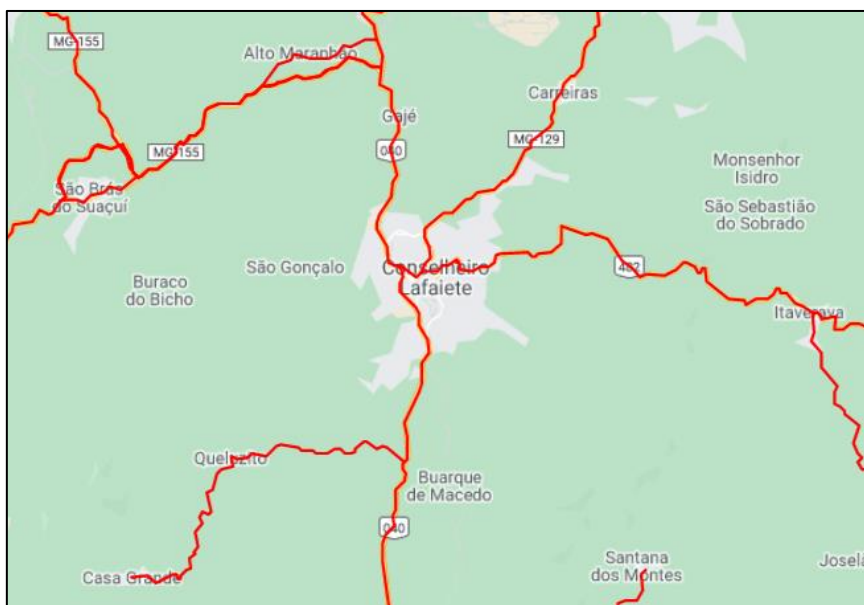 MG-155
Alto Maranhão
Gajé
Carreiras
040
MG-129
MG-155
Monsenhor
Isidro
São Brás
do Suaçuí
São Sebastião
do Sobrado
São Gonçalo
Conselheiro
Lafaiete
482
Buraco
do Bicho
Itaverava
Queluzito
Buarque
de Macedo
040
Casa Grande
Santana
dos Montes
Joselâ